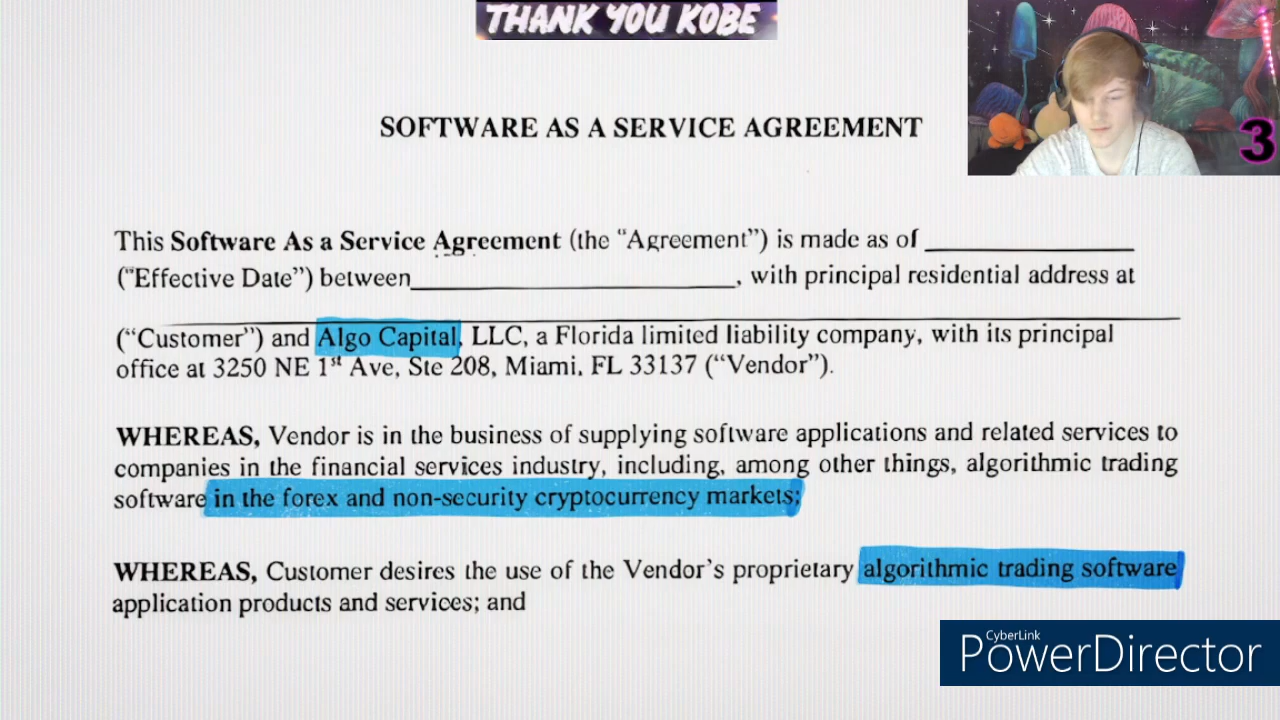 THANK YOU KOBE
SOFTWARE AS A SERVICE AGREEMENT
3
This Software As a Service Agreement (the “Agreement”) is made as of
(“Effective Date”) between, with principal residential address at
(“Customer”) and Algo Capital, LLC, a Florida limited liability company, with its principal
office at 3250 NE 1st Ave, Ste 208, Miami, FL 33137 (“Vendor”).
WHEREAS, Vendor is in the business of supplying software applications and related services to
companies in the financial services industry, including, among other things, algorithmic trading
software in the forex and non-security cryptocurrency markets;
WHEREAS, Customer desires the use of the Vendor’s proprietary algorithmic trading software
application products and services; and
CyberLink
PowerDirector